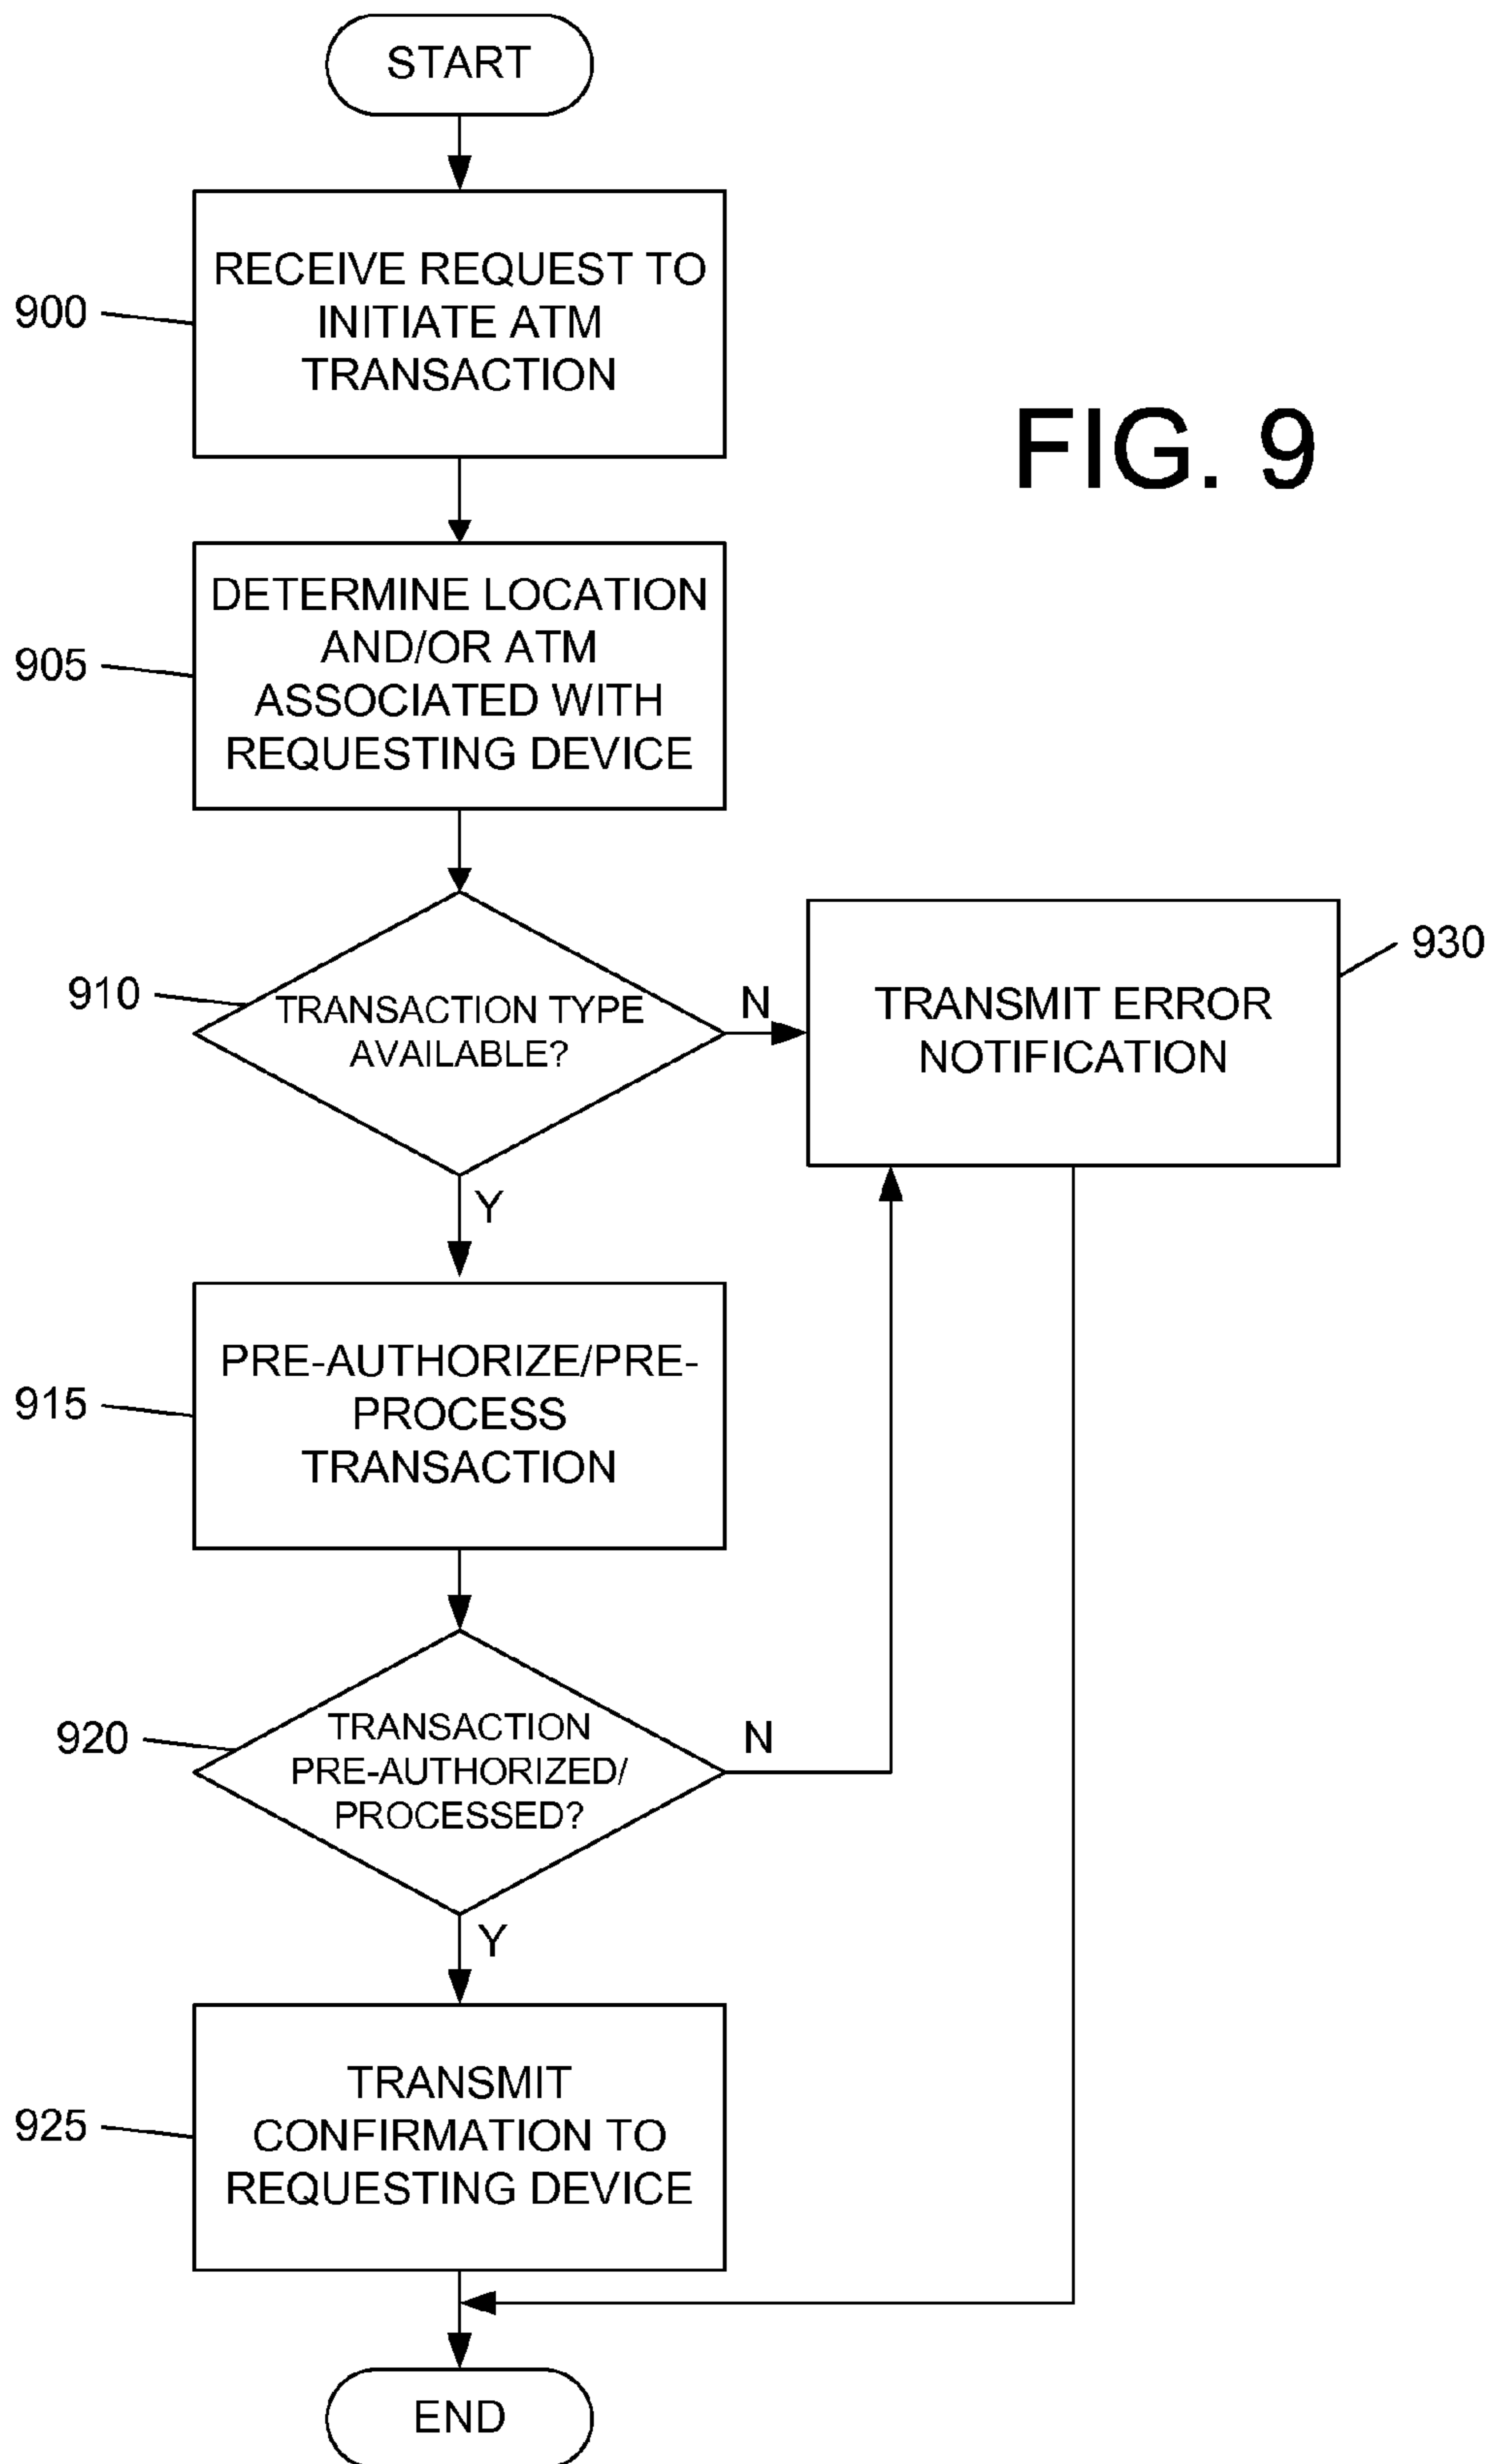 START
RECEIVE REQUEST TO
INITIATE ATM
TRANSACTION
900
FIG. 9
DETERMINE LOCATION
AND/OR ATM
ASSOCIATED WITH
REQUESTING DEVICE
905
910
TRANSACTION TYPE
AVAILABLE?
N
TRANSMIT ERROR
NOTIFICATION
930
Y
PRE-AUTHORIZE/PRE-
PROCESS
TRANSACTION
915
920
TRANSACTION
PRE-AUTHORIZED/
PROCESSED?
N
Y
TRANSMIT
CONFIRMATION TO
REQUESTING DEVICE
925
END